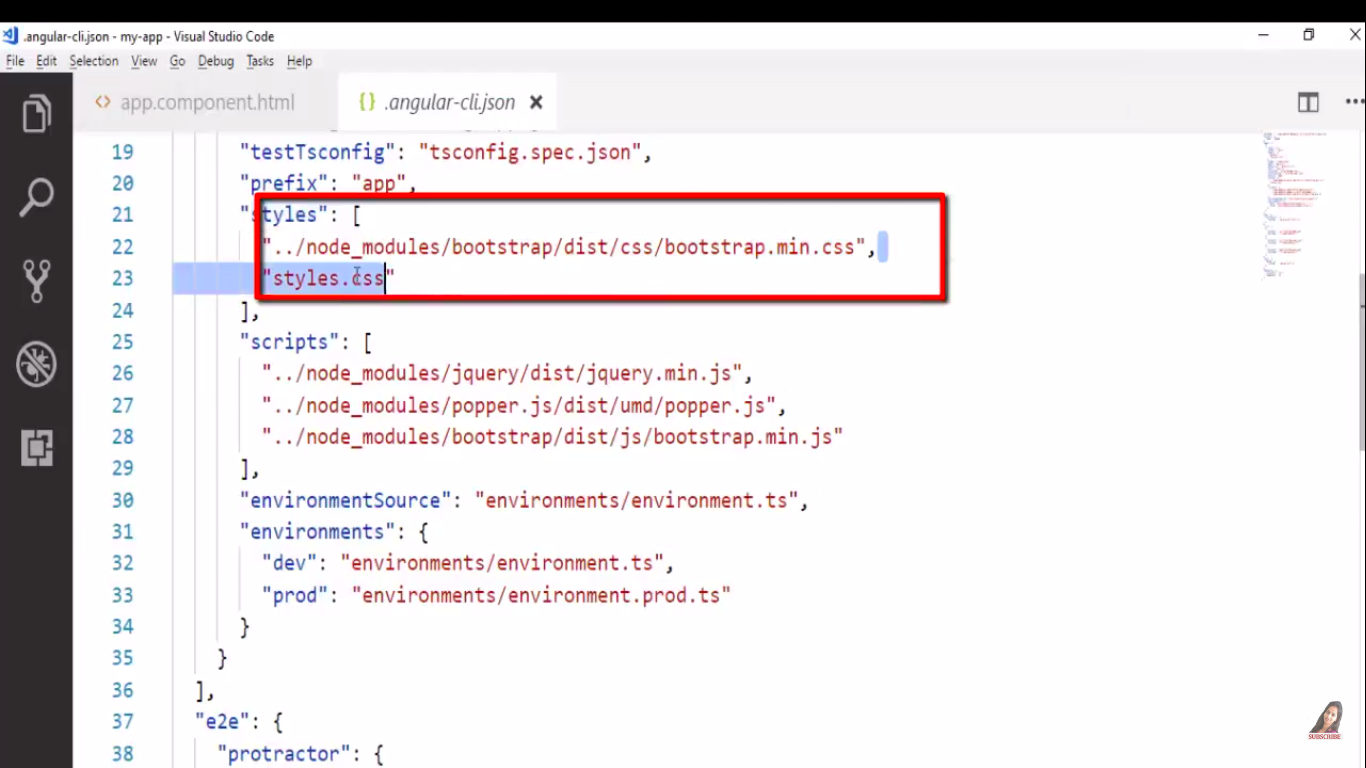 .angular-cli.json - my-app - Visual Studio Code
File Edit Selection View Go Debug Tasks Help
<> app.component.html {} .angular-cli.json ×
19 "testTsconfig": "tsconfig.spec.json",
20 "prefix": "app",
21 "styles": [
22 "../node_modules/bootstrap/dist/css/bootstrap.min.css",
23 "styles.css"
24 ],
25 "scripts": [
26 "../node_modules/jquery/dist/jquery.min.js",
27 "../node_modules/popper.js/dist/umd/popper.js",
28 "../node_modules/bootstrap/dist/js/bootstrap.min.js"
29 ],
30 "environmentSource": "environments/environment.ts",
31 "environments": {
32 "dev": "environments/environment.ts",
33 "prod": "environments/environment.prod.ts"
34 }
35 }
36 ],
37 "e2e": {
38 "protractor": {
SUBSCRIBE